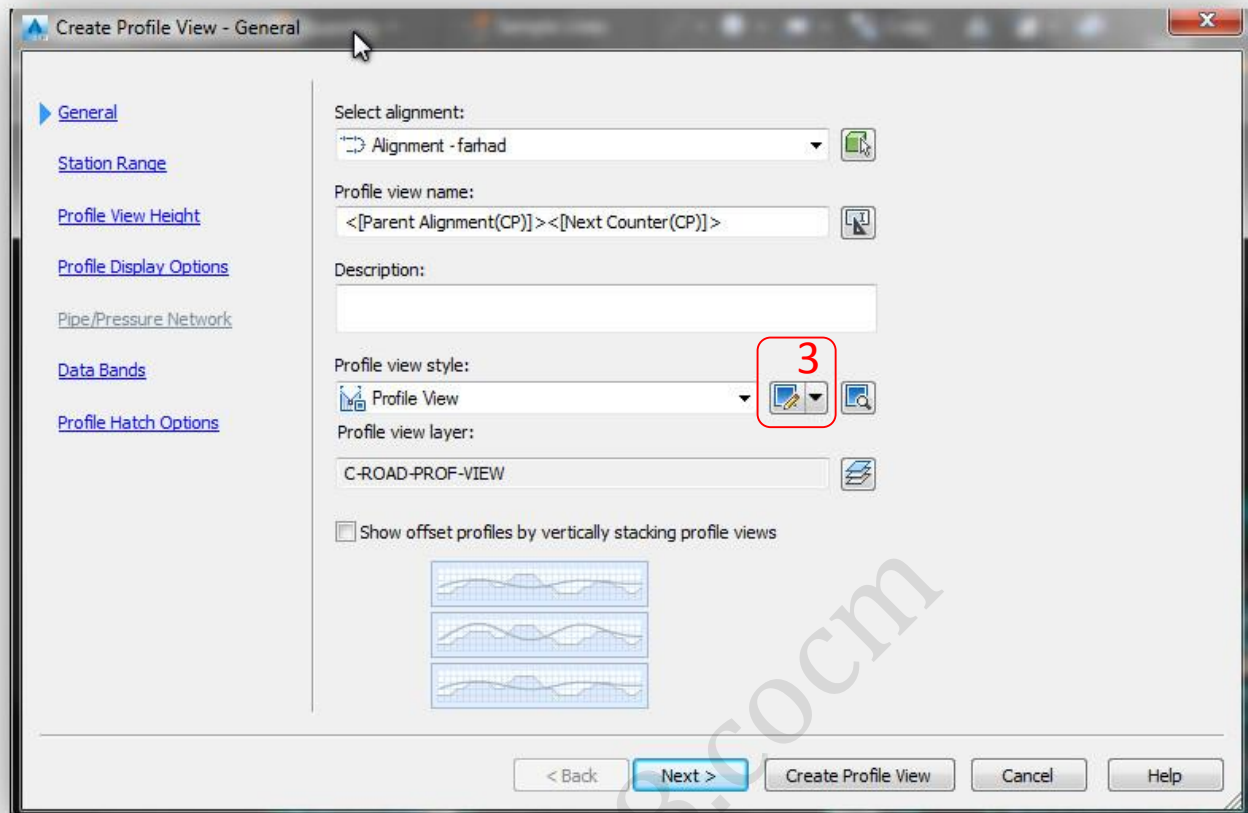 Create Profile View - General
General
Station Range
Profile View Height
Profile Display Options
Pipe/Pressure Network
Data Bands
Profile Hatch Options
Select alignment:
Alignment - farhad
Profile view name:
<[Parent Alignment(CP)]><[Next Counter(CP)]>
Description:
Profile view style:
3
Profile View
Profile view layer:
C-ROAD-PROF-VIEW
Show offset profiles by vertically stacking profile views
< Back
Next >
Create Profile View
Cancel
Help